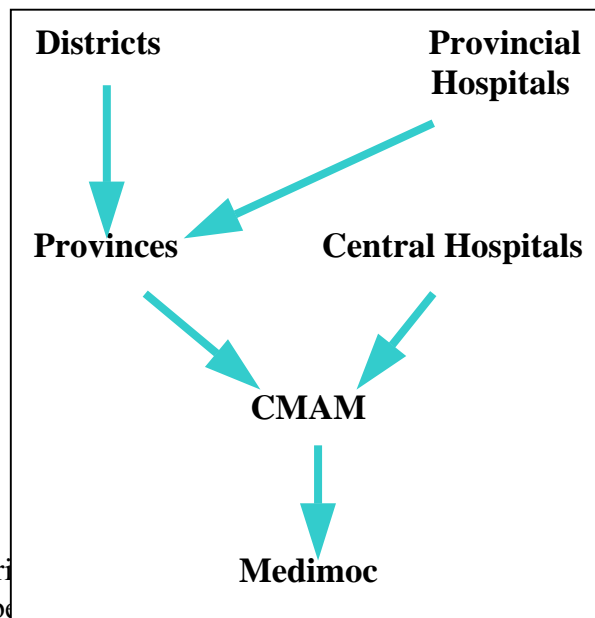 Districts
Provincial
Hospitals
Provinces
Central Hospitals
CMAM
Medimoc